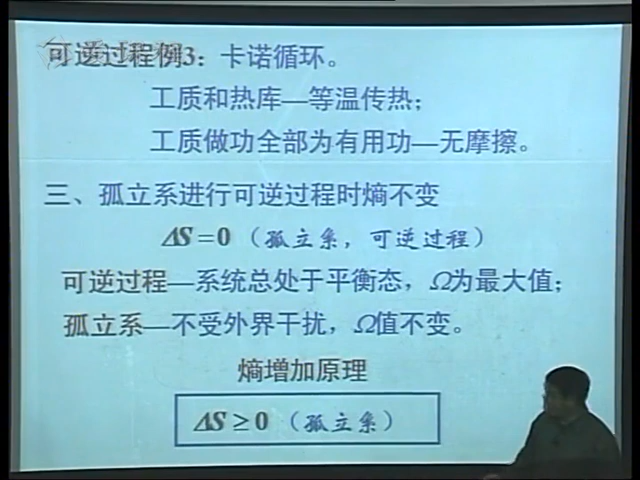 可逆过程例3：卡诺循环。
工质和热库—等温传热；
工质做功全部为有用功—无摩擦。
三、孤立系进行可逆过程时熵不变
ΔS=0（孤立系，可逆过程）
可逆过程—系统总处于平衡态，Ω为最大值；
孤立系—不受外界干扰，Ω值不变。
熵增加原理
ΔS≥0（孤立系）